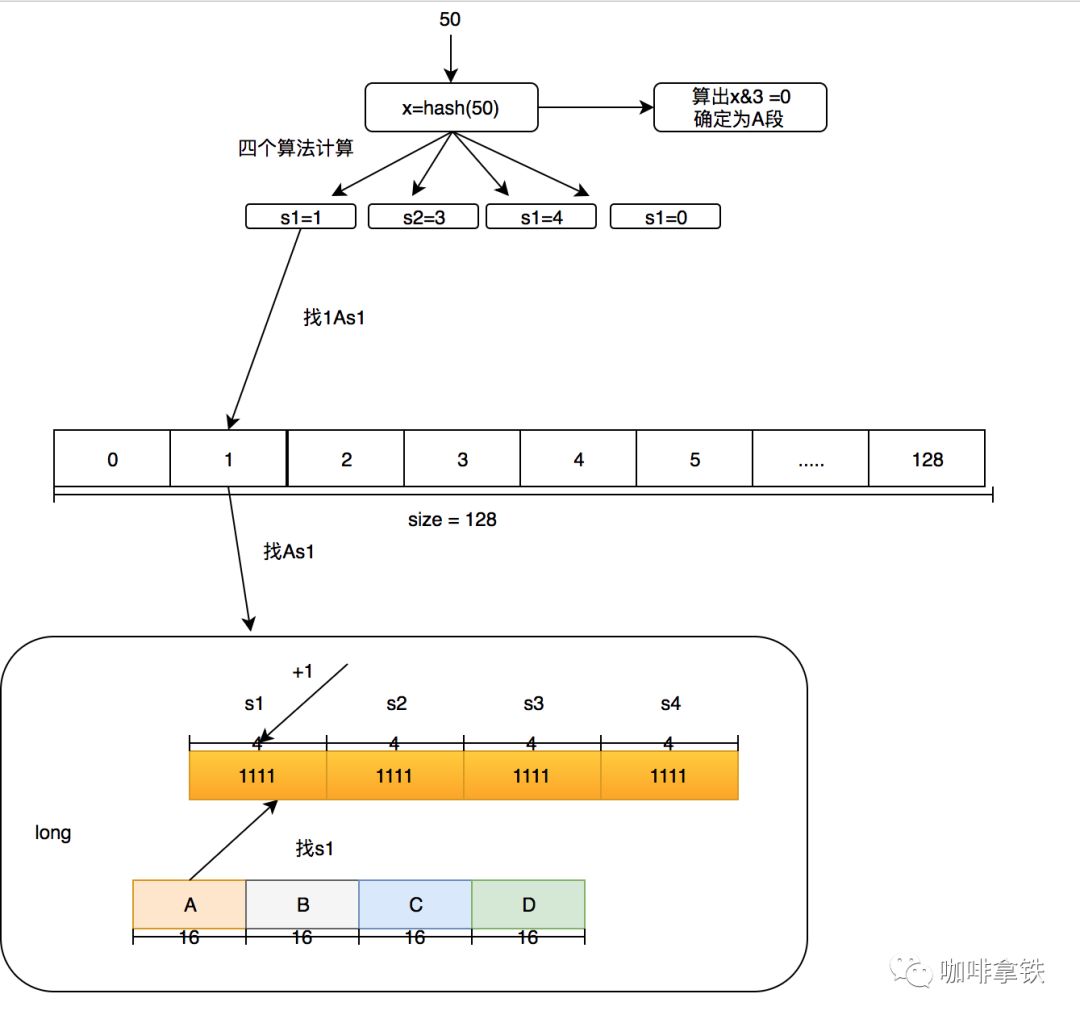 50
x=hash(50)
算出x&3 =0
确定为A段
四个算法计算
s1=1
s2=3
s1=4
s1=0
找1As1
0
1
2
3
4
5
.....
128
size = 128
找As1
+1
s1
s2
s3
s4
4
4
4
4
1111
1111
1111
1111
long
找s1
A
B
C
D
16
16
16
16
咖啡拿铁